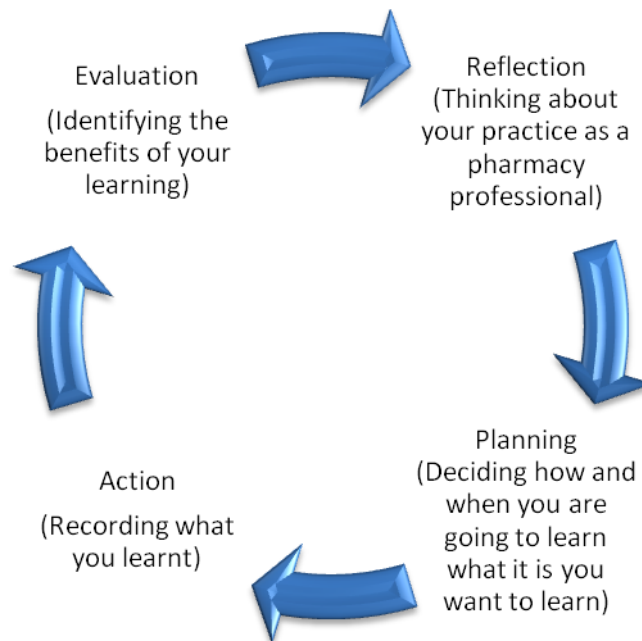 Evaluation
(Identifying the
benefits of your
learning)
Reflection
(Thinking about
your practice as a
pharmacy
professional)
Planning
(Deciding how and
when you are
going to learn
what it is you
want to learn)
Action
(Recording what
you learnt)